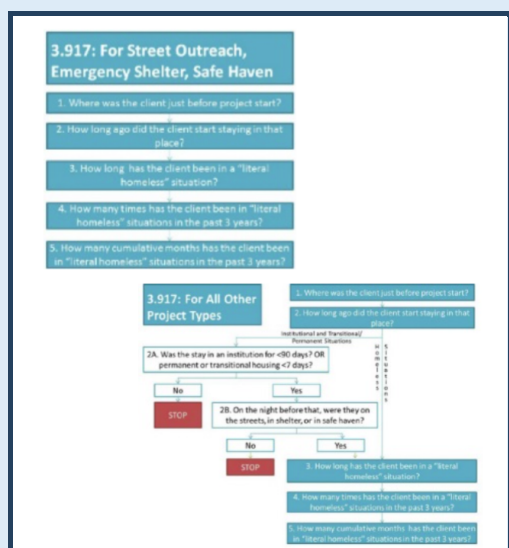 3.917: For Street Outreach,
Emergency Shelter, Safe Haven
1. Where was the client just before project start?
2. How long ago did the client start staying in that
place?
3. How long has the client been in a "literal
homeless" situation?
4. How many times has the client been in "literal
homeless" situations in the past 3 years?
5. How many cumulative months has the client been
in "literal homeless" situations in the past 3 years?
3.917: For All Other
Project Types
1. Where was the client just before project start?
2. How long ago did the client start staying in that
place?
Institutional and Transitional/
Permanent Situations
Homeless
Situations
2A. Was the stay in an institution for <90 days? OR
permanent or transitional housing <7 days?
No
Yes
STOP
2B. On the night before that, were they on
the streets, in shelter, or in safe haven?
No
Yes
STOP
3. How long has the client been in a "literal
homeless" situation?
4. How many times has the client been in a "literal
homeless" situations in the past 3 years?
5. How many cumulative months has the client been
in "literal homeless" situations in the past 3 years?